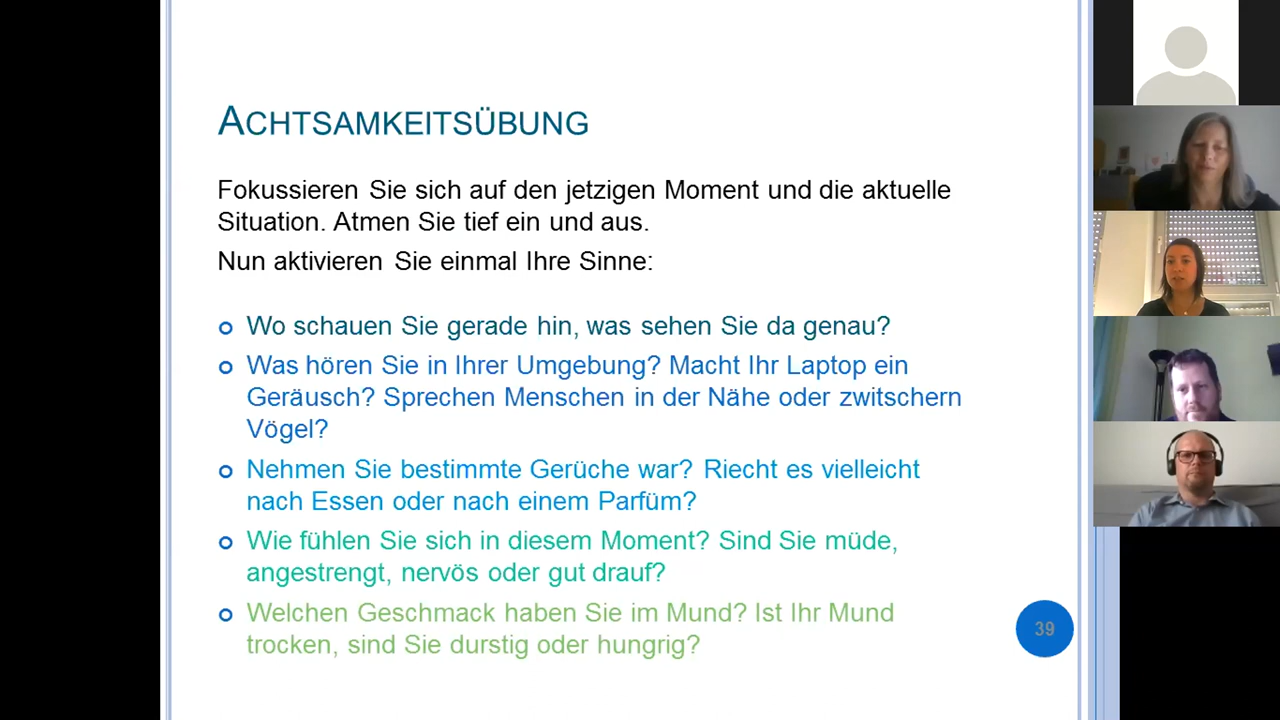 ACHTSAMKEITSÜBUNG
Fokussieren Sie sich auf den jetzigen Moment und die aktuelle
Situation. Atmen Sie tief ein und aus.
Nun aktivieren Sie einmal Ihre Sinne:
Wo schauen Sie gerade hin, was sehen Sie da genau?
Was hören Sie in Ihrer Umgebung? Macht Ihr Laptop ein
Geräusch? Sprechen Menschen in der Nähe oder zwitschern
Vögel?
Nehmen Sie bestimmte Gerüche war? Riecht es vielleicht
nach Essen oder nach einem Parfüm?
Wie fühlen Sie sich in diesem Moment? Sind Sie müde,
angestrengt, nervös oder gut drauf?
Welchen Geschmack haben Sie im Mund? Ist Ihr Mund
trocken, sind Sie durstig oder hungrig?
39